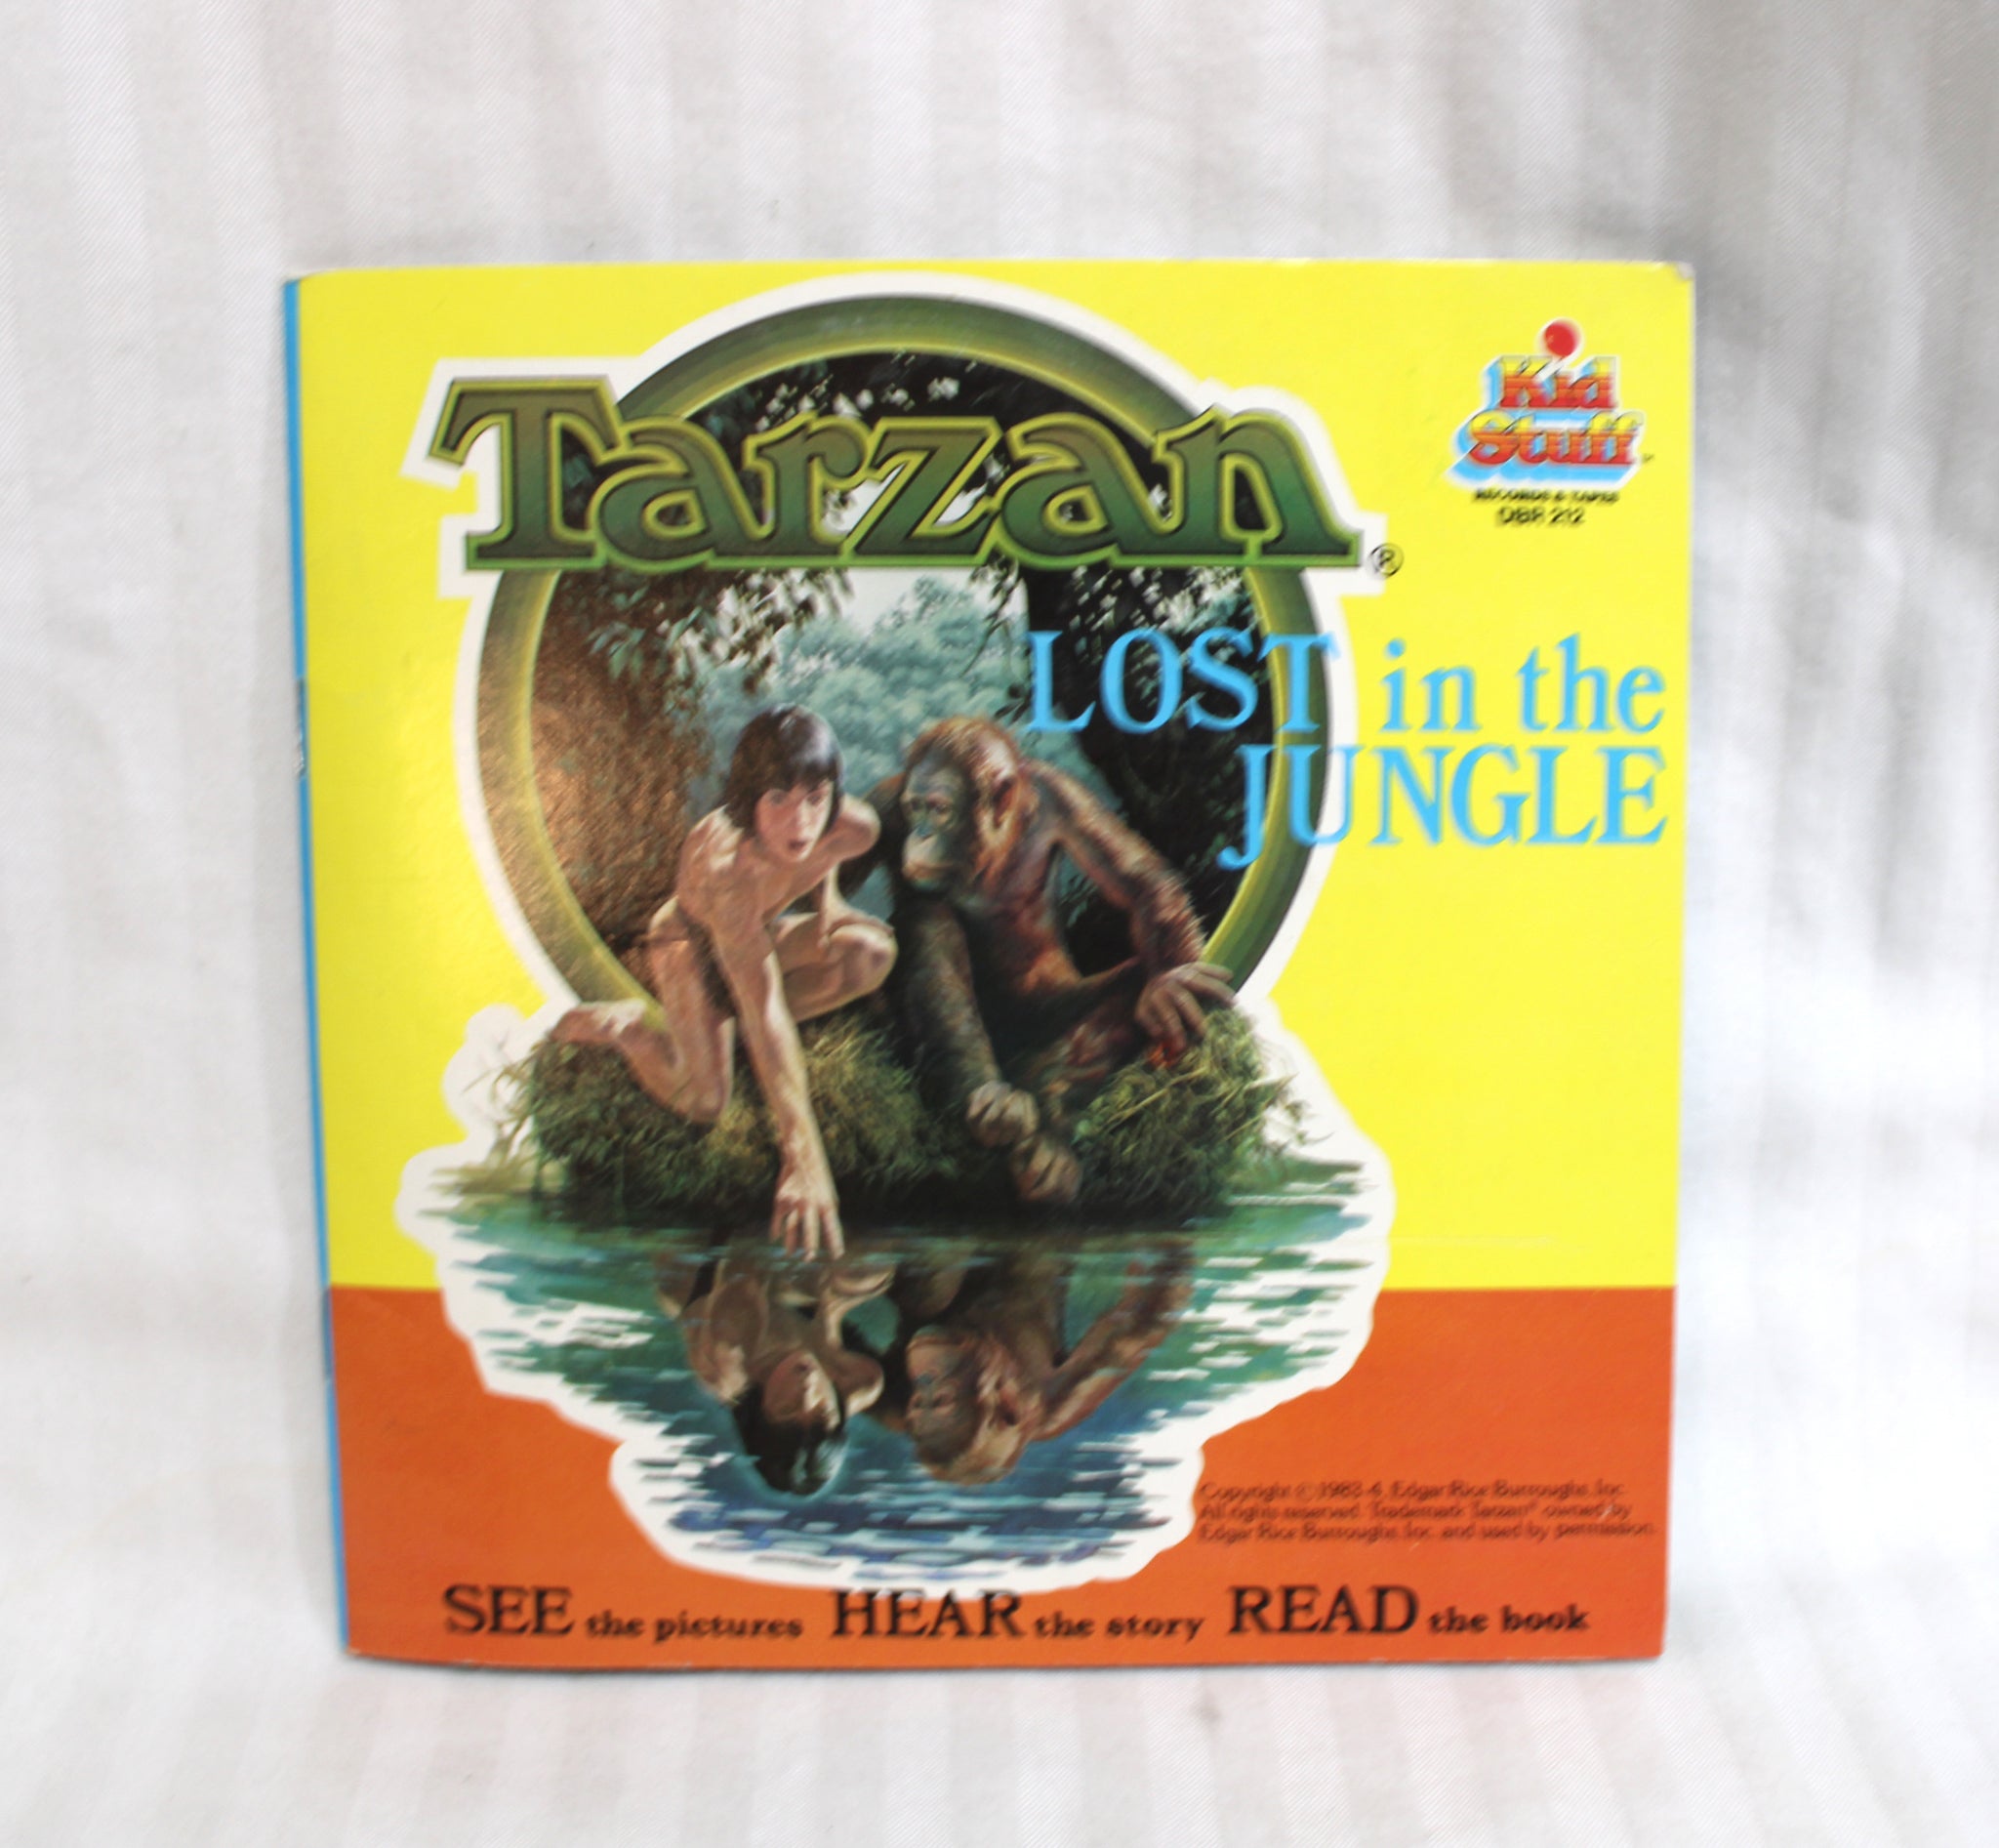 Tarzan®
Kid
Stuff
RECORDS & TAPES
DBR 212
LOST in the
JUNGLE
Copyright © 1983-4 Edgar Rice Burroughs, Inc.
All rights reserved. Trademark Tarzan® owned by
Edgar Rice Burroughs, Inc. and used by permission.
SEE the pictures HEAR the story READ the book